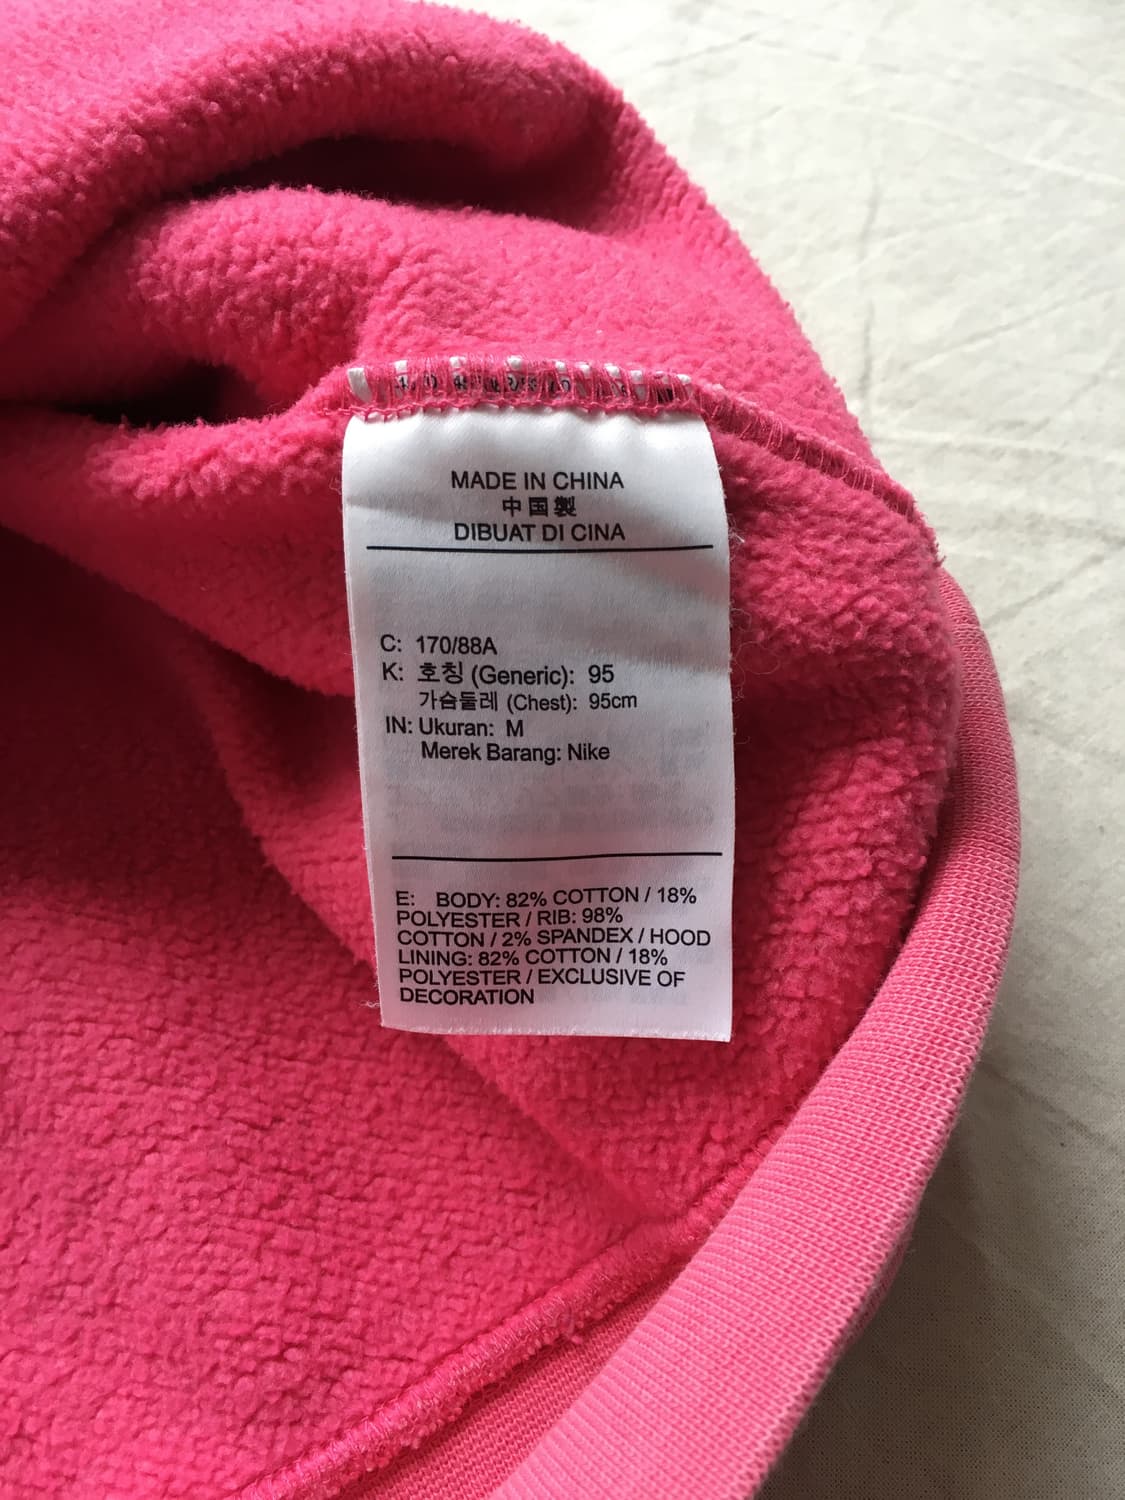 MADE IN CHINA
中国製
DIBUAT DI CINA
C: 170/88A
K: 호칭 (Generic): 95
가슴둘레 (Chest): 95cm
IN: Ukuran: M
Merek Barang: Nike
E: BODY: 82% COTTON / 18%
POLYESTER / RIB: 98%
COTTON / 2% SPANDEX / HOOD
LINING: 82% COTTON / 18%
POLYESTER / EXCLUSIVE OF
DECORATION